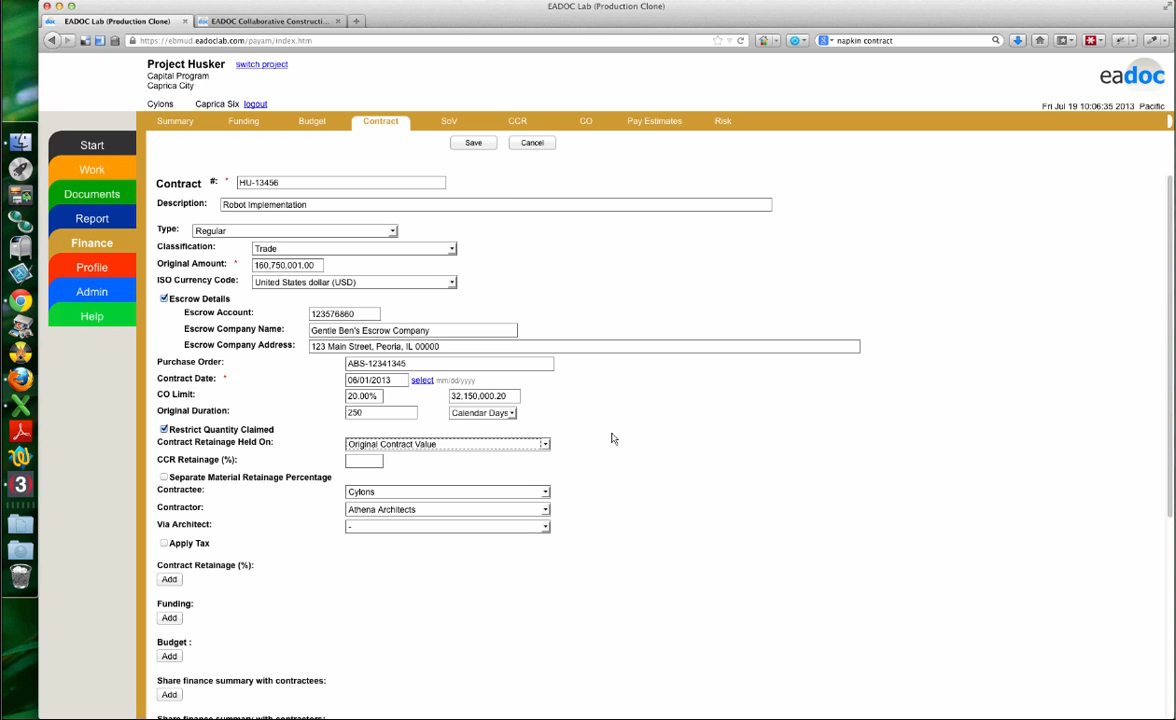 EADOC Lab (Production Clone)
EADOC Lab (Production Clone) × EADOC Collaborative Constructi... × +
https://ebmud.eadoclab.com/payam/index.htm napkin contract
Project Husker switch project
Capital Program
Caprica City
Cylons Caprica Six logout
eadoc
Fri Jul 19 10:06:35 2013 Pacific
Summary Funding Budget Contract SoV CCR CO Pay Estimates Risk
Start
Work
Documents
Report
Finance
Profile
Admin
Help
Save Cancel
Contract #: * HU-13456
Description: Robot Implementation
Type: Regular
Classification: Trade
Original Amount: * 160,750,001.00
ISO Currency Code: United States dollar (USD)
Escrow Details
Escrow Account: 123576860
Escrow Company Name: Gentle Ben's Escrow Company
Escrow Company Address: 123 Main Street, Peoria, IL 00000
Purchase Order: ABS-12341345
Contract Date: * 06/01/2013 select mm/dd/yyyy
CO Limit: 20.00% 32,150,000.20
Original Duration: 250 Calendar Days
Restrict Quantity Claimed
Contract Retainage Held On: Original Contract Value
CCR Retainage (%):
Separate Material Retainage Percentage
Contractee: Cylons
Contractor: Athena Architects
Via Architect: -
Apply Tax
Contract Retainage (%):
Add
Funding:
Add
Budget :
Add
Share finance summary with contractees:
Add
Share finance summary with contractors: